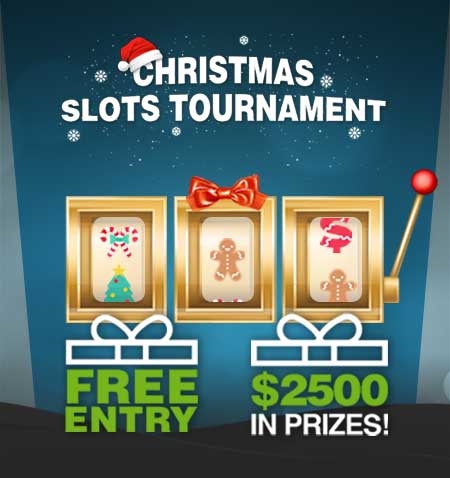 CHRISTMAS
SLOTS TOURNAMENT
FREE
ENTRY
$2500
IN PRIZES!